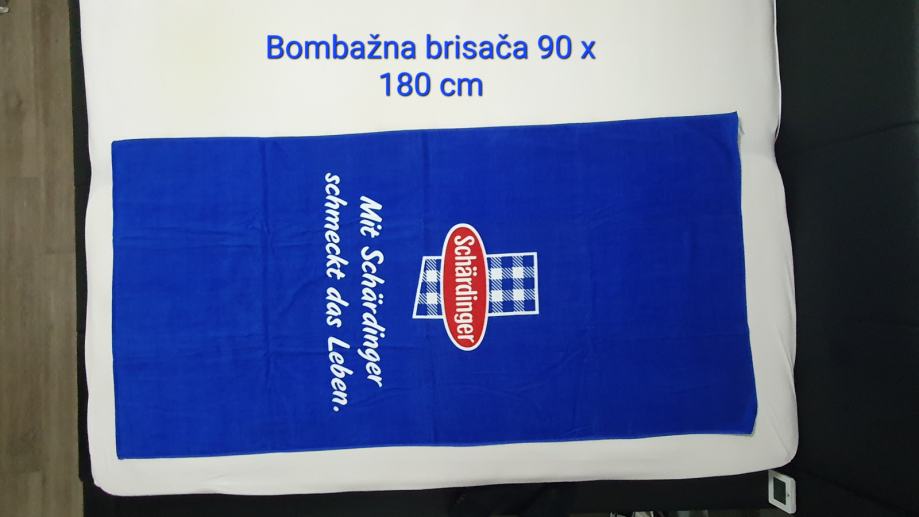 Bombažna brisača 90 x
180 cm
Schärdinger
Mit Schärdinger
schmeckt das Leben.